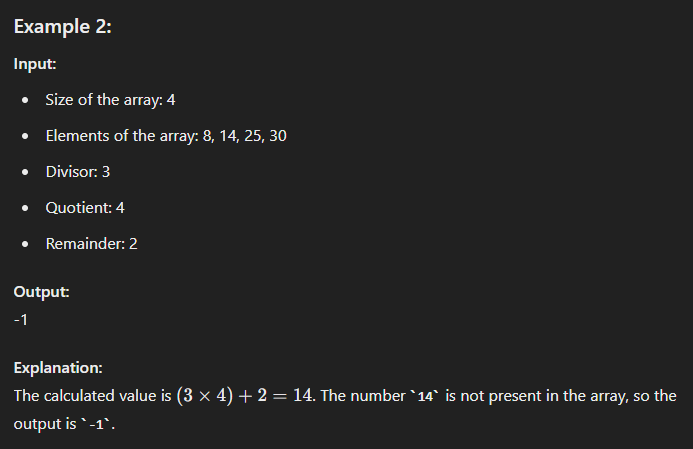 Example 2:
Input:
• Size of the array: 4
• Elements of the array: 8, 14, 25, 30
• Divisor: 3
• Quotient: 4
• Remainder: 2
Output:
-1
Explanation:
The calculated value is (3 × 4) + 2 = 14. The number `14` is not present in the array, so the
output is `-1`.